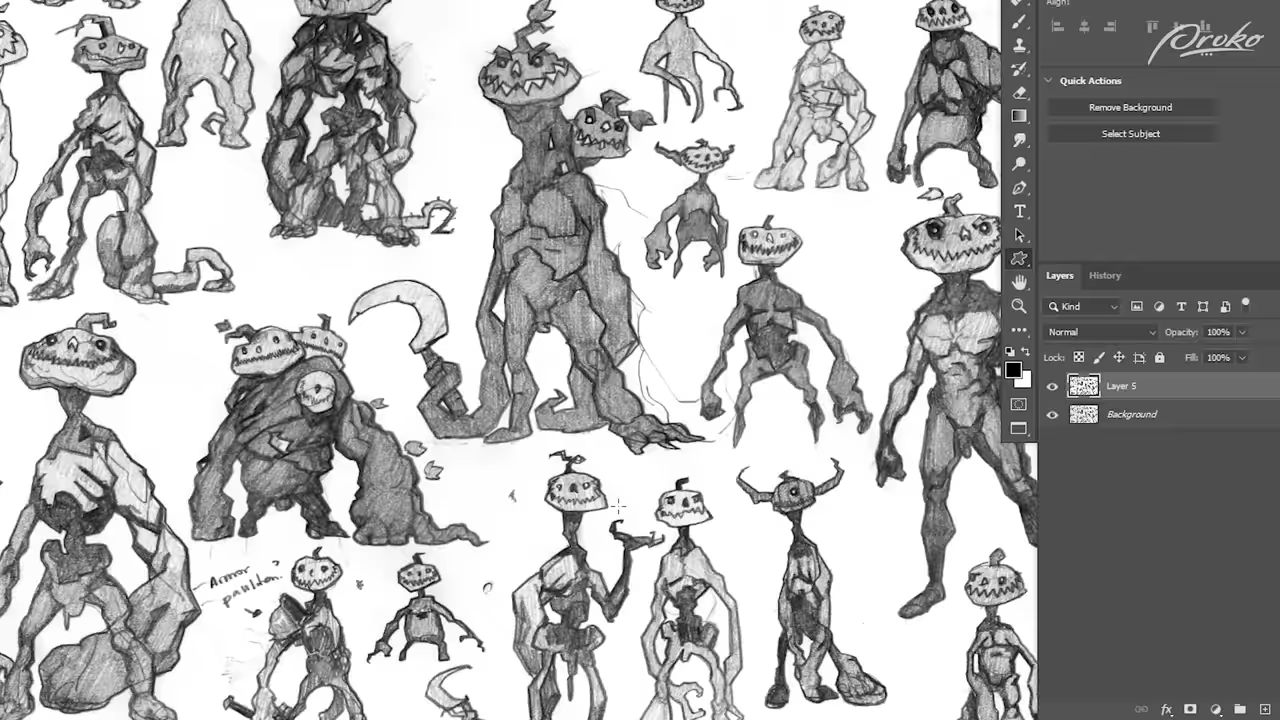 Align:
Proko
Quick Actions
Remove Background
Select Subject
Layers History
Kind
Normal Opacity: 100%
Lock: Fill: 100%
Layer 5
Background
Armor ?